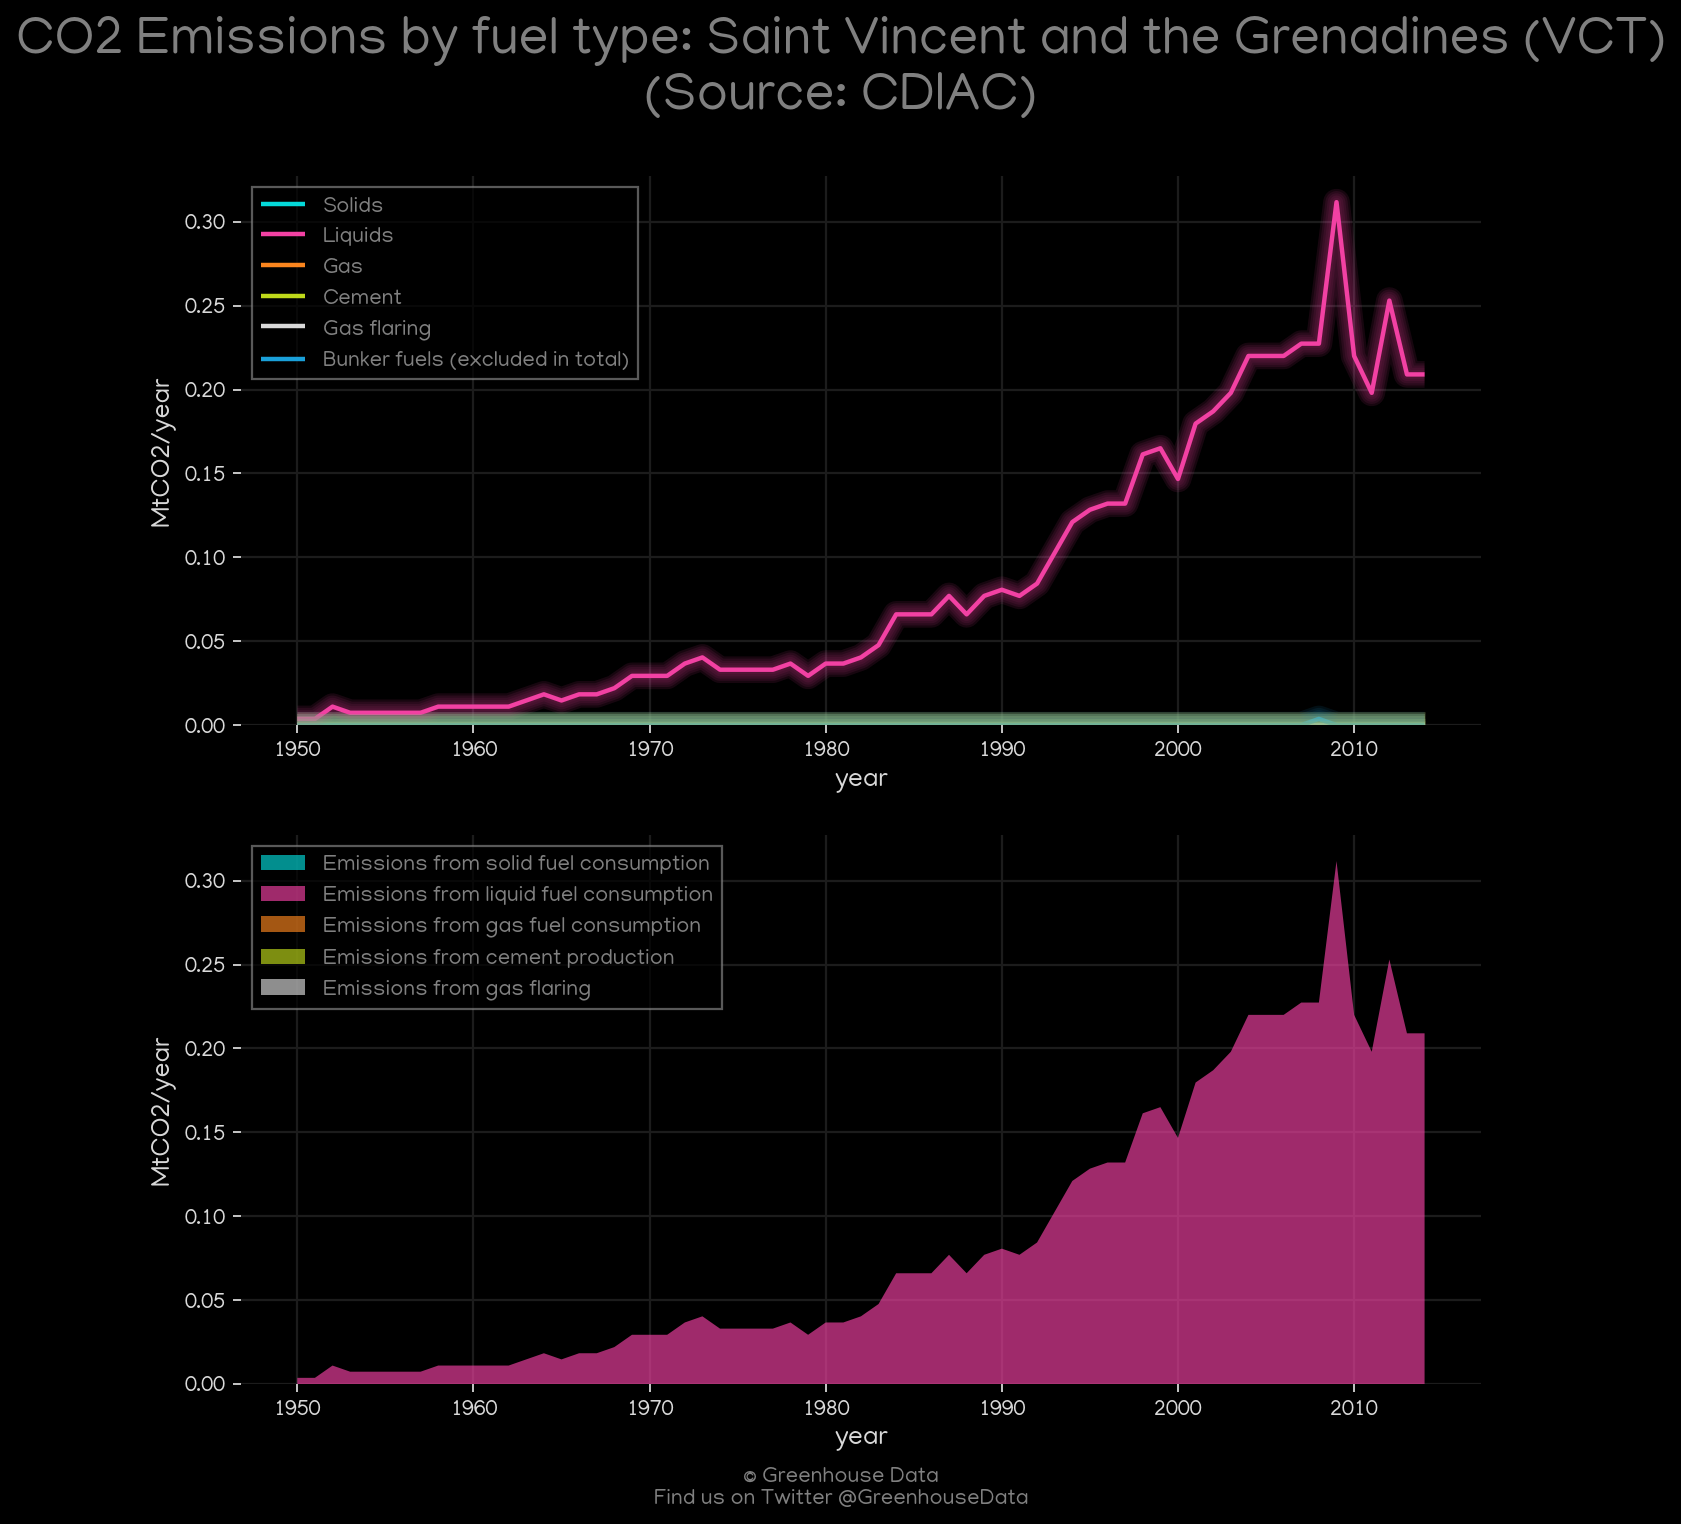 CO2 Emissions by fuel type: Saint Vincent and the Grenadines (VCT)
(Source: CDIAC)
Solids
Liquids
Gas
Cement
Gas flaring
Bunker fuels (excluded in total)
MtCO2/year
0.30
0.25
0.20
0.15
0.10
0.05
0.00
1950 1960 1970 1980 1990 2000 2010
year
Emissions from solid fuel consumption
Emissions from liquid fuel consumption
Emissions from gas fuel consumption
Emissions from cement production
Emissions from gas flaring
MtCO2/year
0.30
0.25
0.20
0.15
0.10
0.05
0.00
1950 1960 1970 1980 1990 2000 2010
year
© Greenhouse Data
Find us on Twitter @GreenhouseData